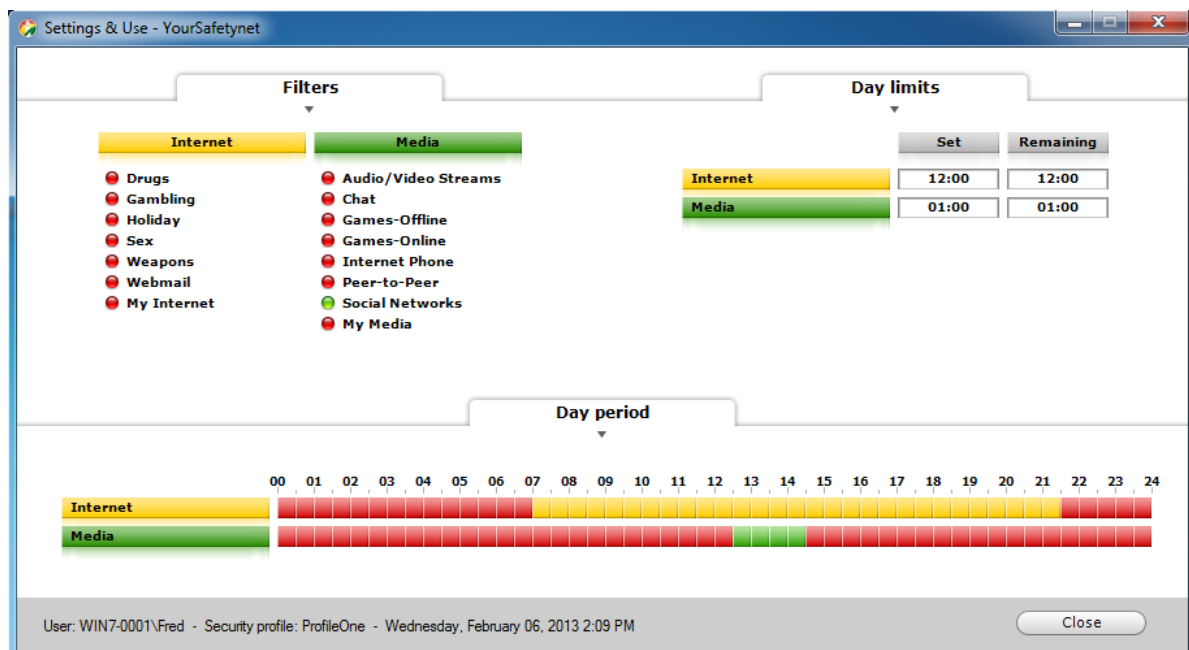 Settings & Use - YourSafetynet
Filters
Day limits
Internet Media
Set Remaining
Drugs
Gambling
Holiday
Sex
Weapons
Webmail
My Internet
Audio/Video Streams
Chat
Games-Offline
Games-Online
Internet Phone
Peer-to-Peer
Social Networks
My Media
Internet 12:00 12:00
Media 01:00 01:00
Day period
00 01 02 03 04 05 06 07 08 09 10 11 12 13 14 15 16 17 18 19 20 21 22 23 24
Internet
Media
User: WIN7-0001\Fred - Security profile: ProfileOne - Wednesday, February 06, 2013 2:09 PM
Close